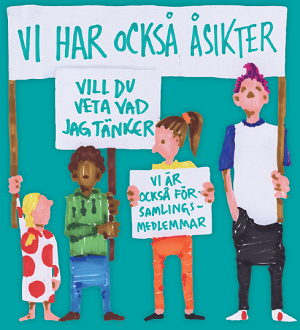 VI HAR OCKSÅ ÅSIKTER
VILL DU
VETA VAD
JAG TÄNKER
VI ÄR
OCKSÅ FÖR-
SAMLINGS-
MEDLEMMAR